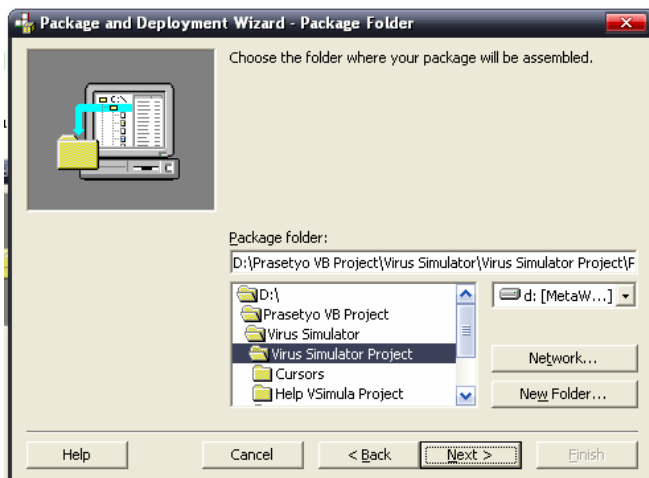 Package and Deployment Wizard - Package Folder
Choose the folder where your package will be assembled.
C:\
Package folder:
D:\Prasetyo VB Project\Virus Simulator\Virus Simulator Project\F
D:\
d: [MetaW...]
Prasetyo VB Project
Virus Simulator
Virus Simulator Project
Cursors
Help VSimula Project
Network...
New Folder...
Help
Cancel
< Back
Next >
Finish